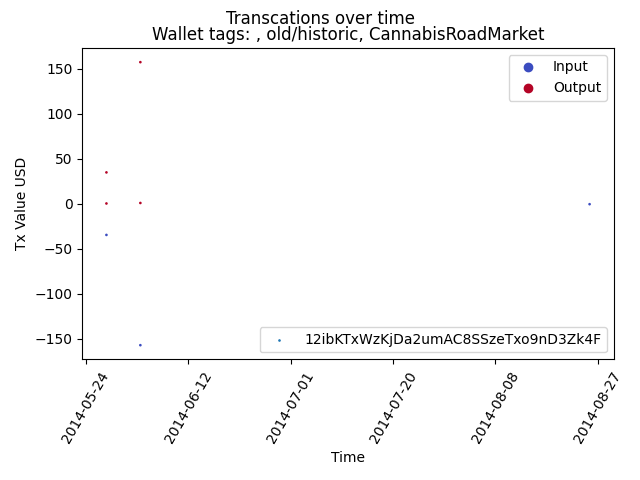 Transcations over time
Wallet tags: , old/historic, CannabisRoadMarket
Input
Output
150
100
50
0
−50
−100
−150
Tx Value USD
12ibKTxWzKjDa2umAC8SSzeTxo9nD3Zk4F
2014-05-24
2014-06-12
2014-07-01
2014-07-20
2014-08-08
2014-08-27
Time